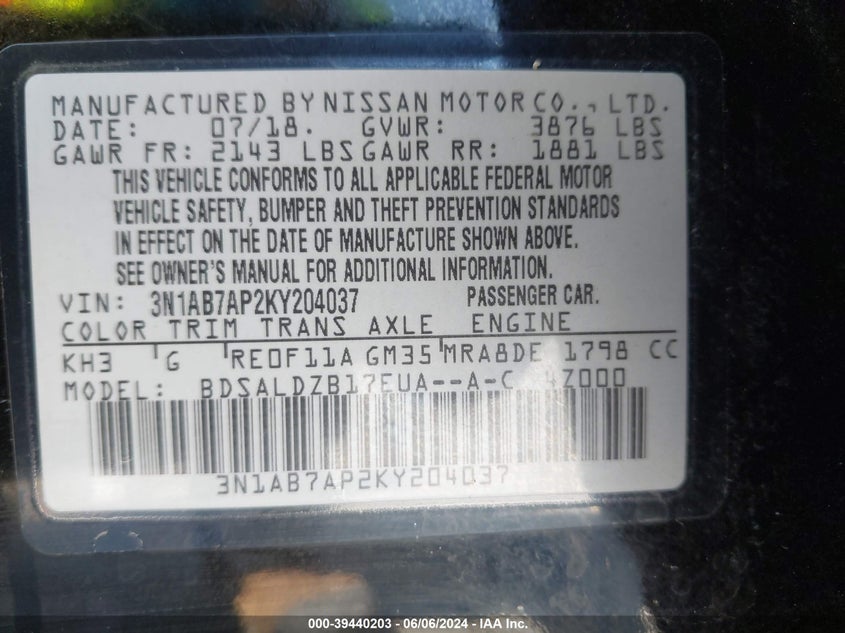 MANUFACTURED BY NISSAN MOTOR CO., LTD.
DATE: 07/18. GVWR: 3876 LBS
GAWR FR: 2143 LBS GAWR RR: 1881 LBS
THIS VEHICLE CONFORMS TO ALL APPLICABLE FEDERAL MOTOR
VEHICLE SAFETY, BUMPER AND THEFT PREVENTION STANDARDS
IN EFFECT ON THE DATE OF MANUFACTURE SHOWN ABOVE.
SEE OWNER'S MANUAL FOR ADDITIONAL INFORMATION.
VIN: 3N1AB7AP2KY204037 PASSENGER CAR.
COLOR TRIM TRANS AXLE ENGINE
KH3 G RE0F11A GM35 MRA8DE 1798 CC
MODEL: BDSALDZB17EUA--A-C 4Z000
3N1AB7AP2KY204037
000-39440203 - 06/06/2024 - IAA Inc.